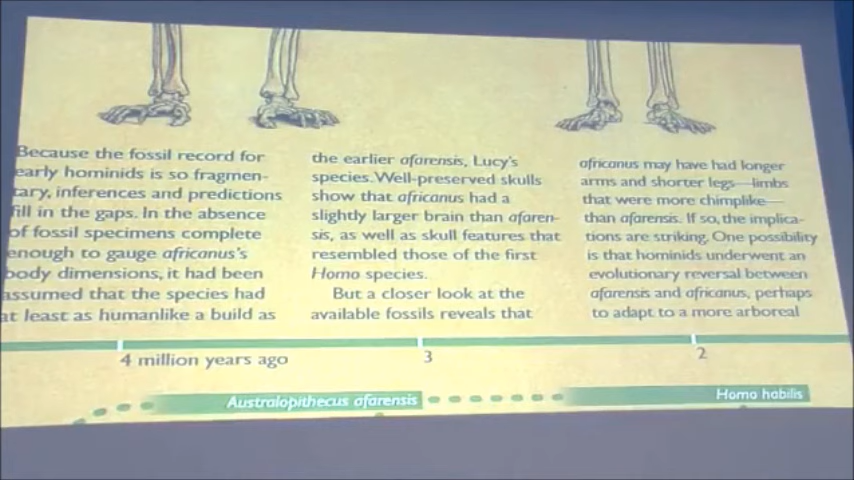 Because the fossil record for
early hominids is so fragmen-
tary, inferences and predictions
fill in the gaps. In the absence
of fossil specimens complete
enough to gauge africanus's
body dimensions, it had been
assumed that the species had
at least as humanlike a build as
the earlier afarensis, Lucy's
species. Well-preserved skulls
show that africanus had a
slightly larger brain than afaren-
sis, as well as skull features that
resembled those of the first
Homo species.
But a closer look at the
available fossils reveals that
africanus may have had longer
arms and shorter legs—limbs
that were more chimplike—
than afarensis. If so, the implica-
tions are striking. One possibility
is that hominids underwent an
evolutionary reversal between
afarensis and africanus, perhaps
to adapt to a more arboreal
4 million years ago
3
2
Australopithecus afarensis
Homo habilis